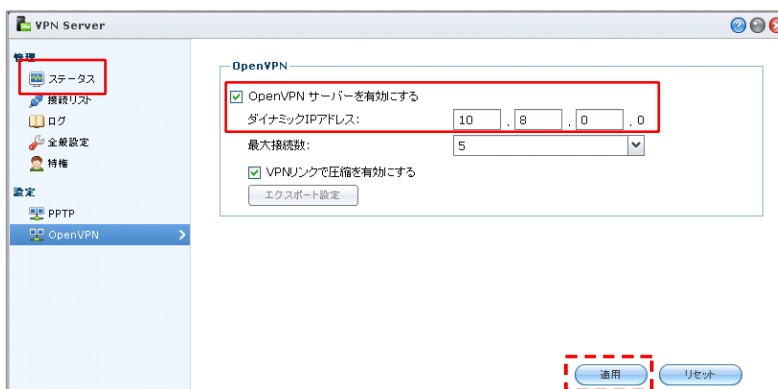 VPN Server
管理
ステータス
接続リスト
ログ
全般設定
特権
設定
PPTP
OpenVPN
OpenVPN
OpenVPN サーバーを有効にする
ダイナミックIPアドレス: 10 . 8 . 0 . 0
最大接続数: 5
VPNリンクで圧縮を有効にする
エクスポート設定
適用 リセット